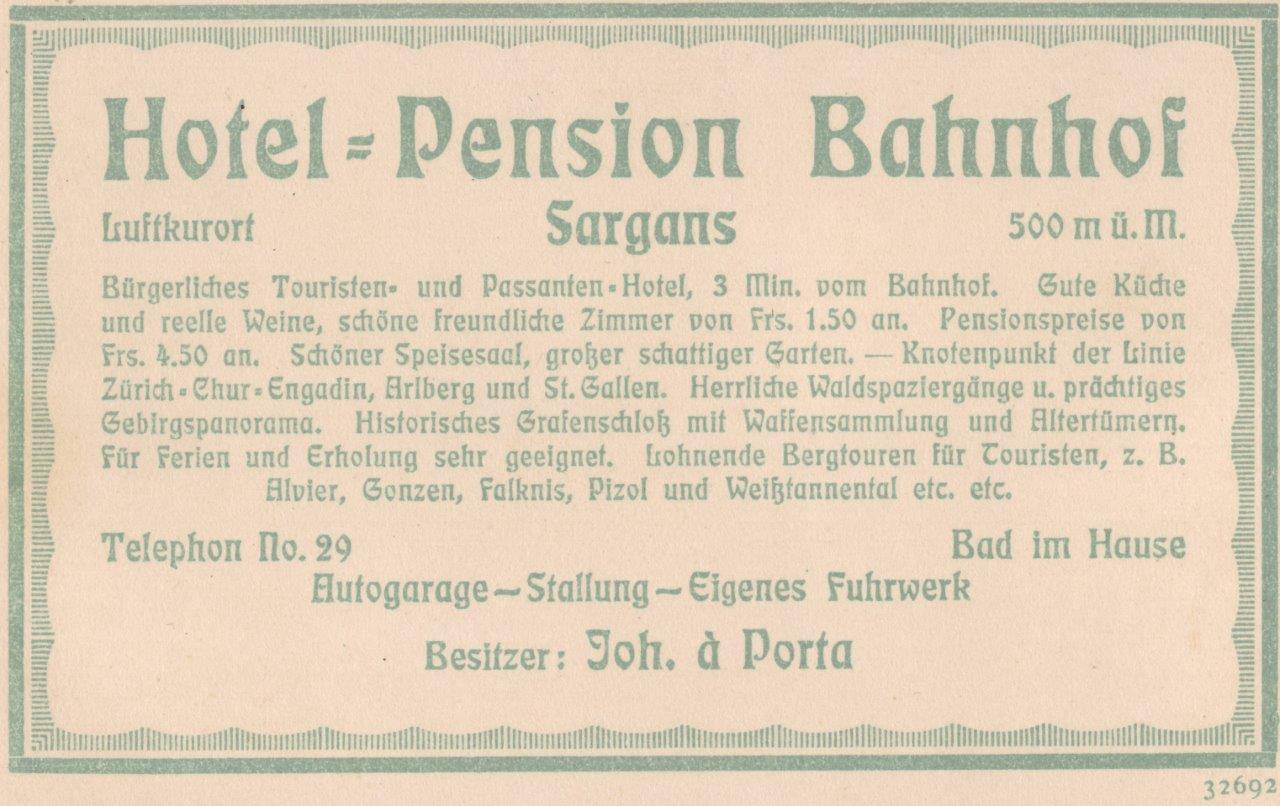 Hotel-Pension Bahnhof
Luftkurort Sargans 500 m ü. M.
Bürgerliches Touristen- und Passanten-Hotel, 3 Min. vom Bahnhof. Gute Küche
und reelle Weine, schöne freundliche Zimmer von Frs. 1.50 an. Pensionspreise von
Frs. 4.50 an. Schöner Speisesaal, großer schattiger Garten. — Knotenpunkt der Linie
Zürich-Chur-Engadin, Arlberg und St. Gallen. Herrliche Waldspaziergänge u. prächtiges
Gebirgspanorama. Historisches Grafenschloß mit Waffensammlung und Altertümern.
Für Ferien und Erholung sehr geeignet. Lohnende Bergtouren für Touristen, z. B.
Alvier, Gonzen, Falknis, Pizol und Weißtannental etc. etc.
Telephon No. 29 Bad im Hause
Autogarage — Stallung — Eigenes Fuhrwerk
Besitzer: Joh. à Porta
32692